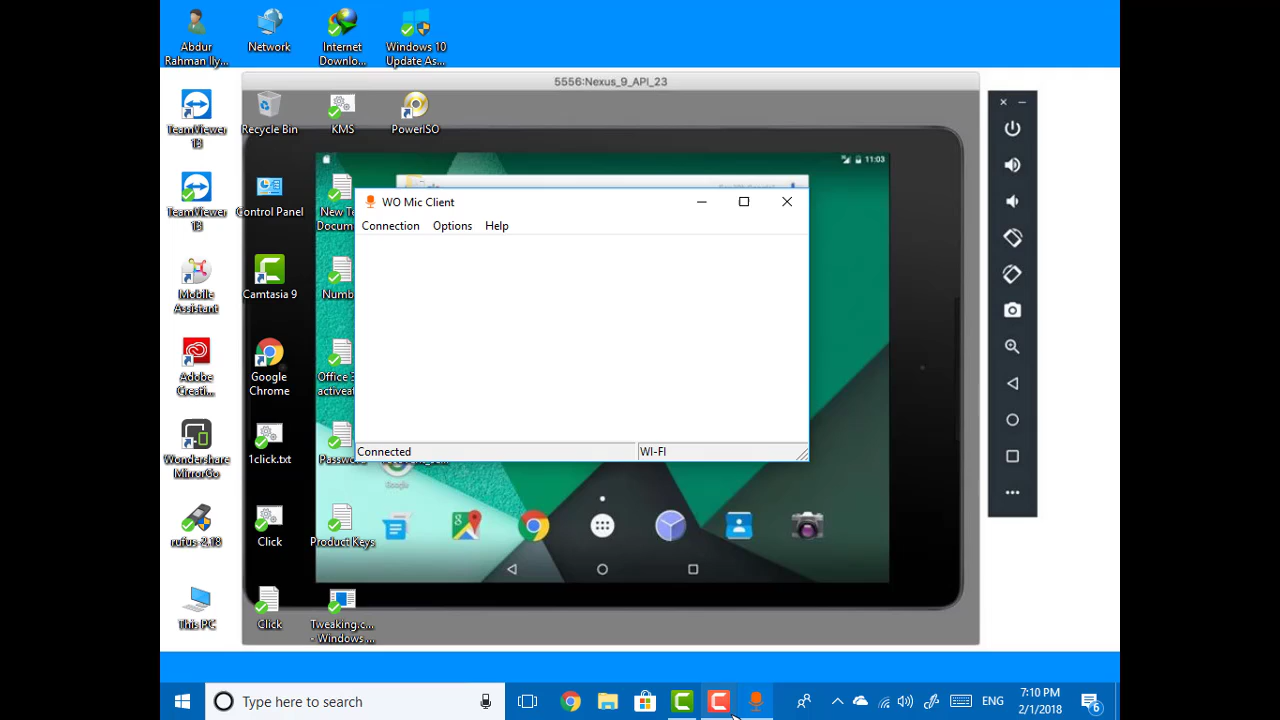 Abdur
Rahman Ily...
Network
Internet
Downlo...
Windows 10
Update As...
5556:Nexus_9_API_23
TeamViewer
13
Recycle Bin
KMS
PowerISO
11:03
WO Mic Client
Connection Options Help
TeamViewer
13
Control Panel
New Te
Docum
Mobile
Assistant
Camtasia 9
Numb
Adobe
Creati...
Google
Chrome
Office 3
activeat
Wondershare
MirrorGo
1click.txt
Passwo
Connected
WI-FI
Google
rufus-2.18
Click
Product Keys
This PC
Click
Tweaking.c...
- Windows ...
Type here to search
ENG
7:10 PM
2/1/2018
6